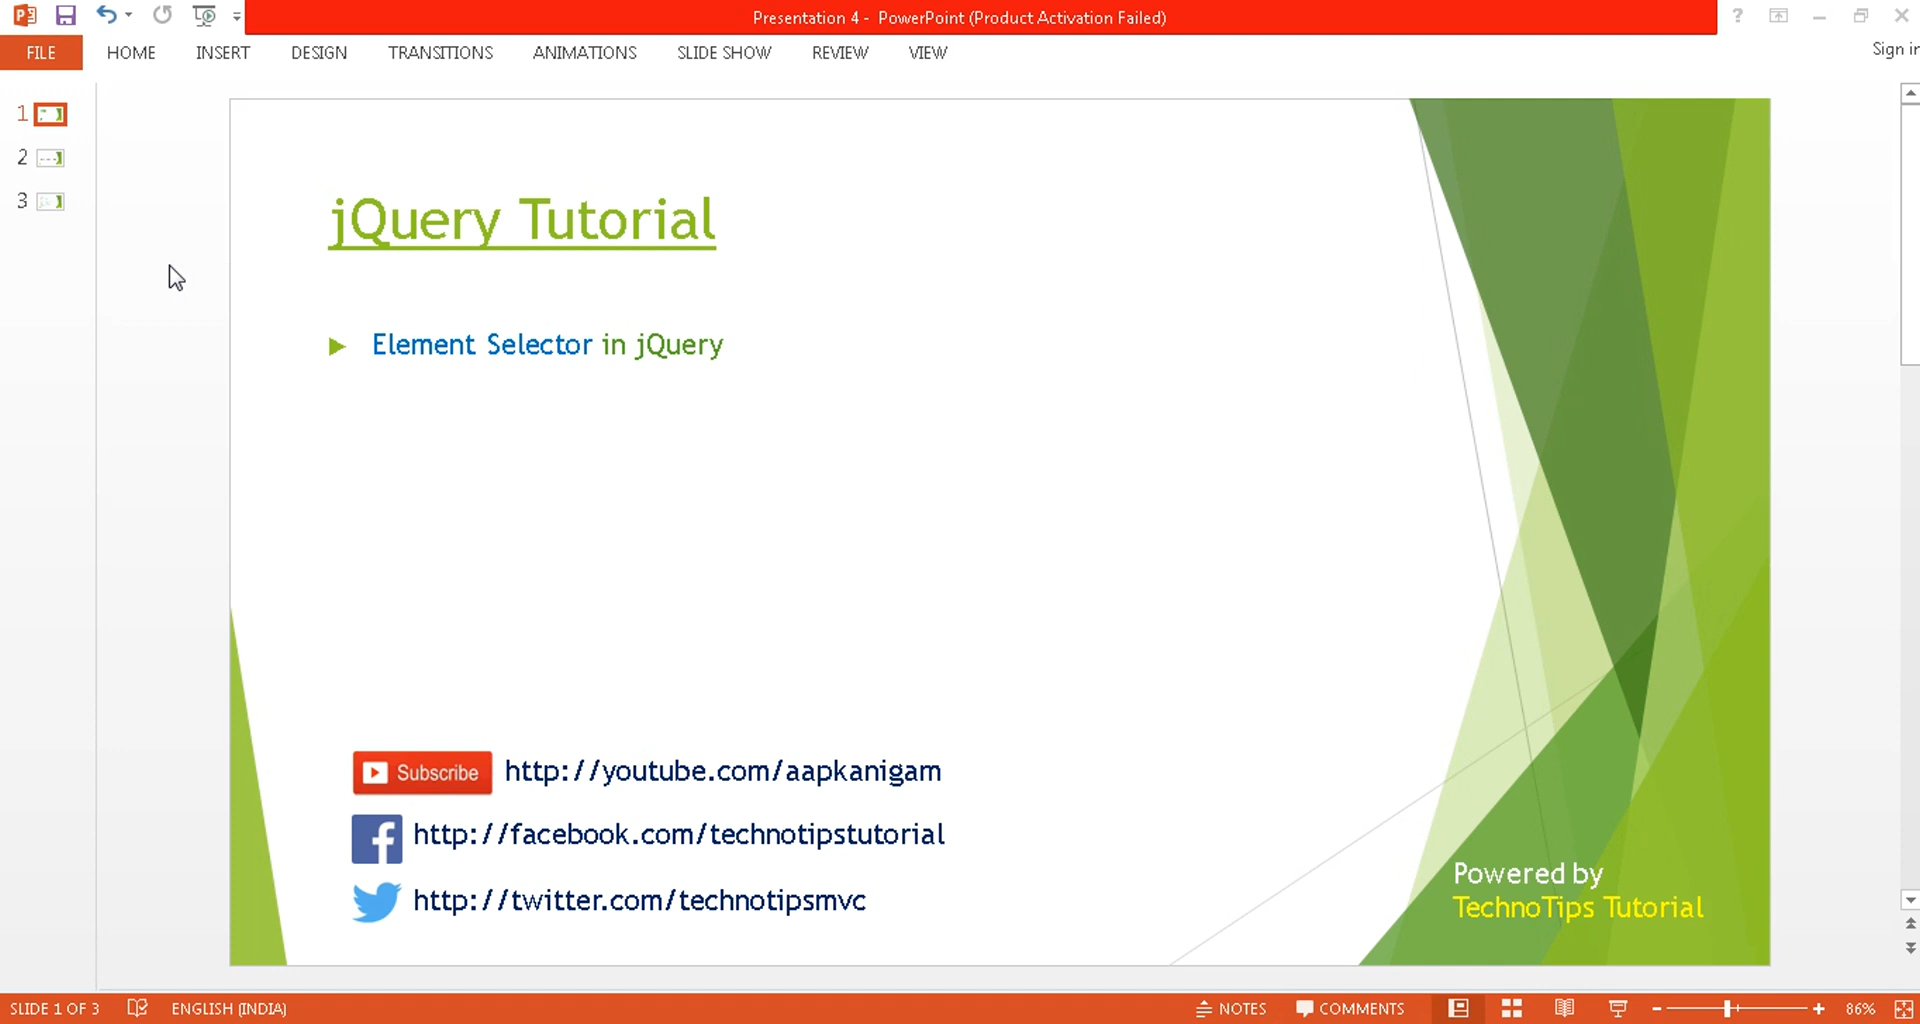 Presentation 4 - PowerPoint (Product Activation Failed)
FILE HOME INSERT DESIGN TRANSITIONS ANIMATIONS SLIDE SHOW REVIEW VIEW
Sign in
1
2
3
jQuery Tutorial
Element Selector in jQuery
Subscribe http://youtube.com/aapkanigam
http://facebook.com/technotipstutorial
http://twitter.com/technotipsmvc
Powered by
TechnoTips Tutorial
SLIDE 1 OF 3 ENGLISH (INDIA) NOTES COMMENTS 86%